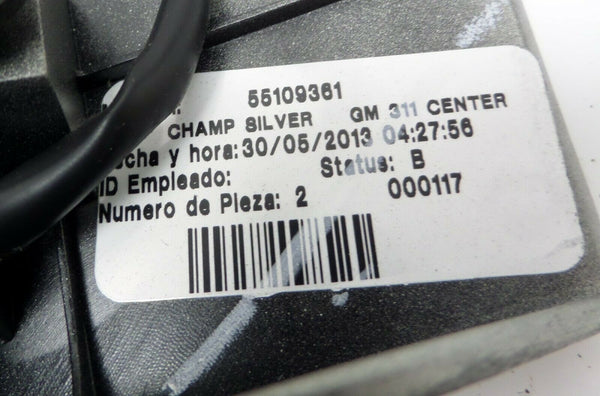 55109361
CHAMP SILVER GM 311 CENTER
echa y hora: 30/05/2013 04:27:56
ID Empleado: Status: B
Numero de Pieza: 2 000117